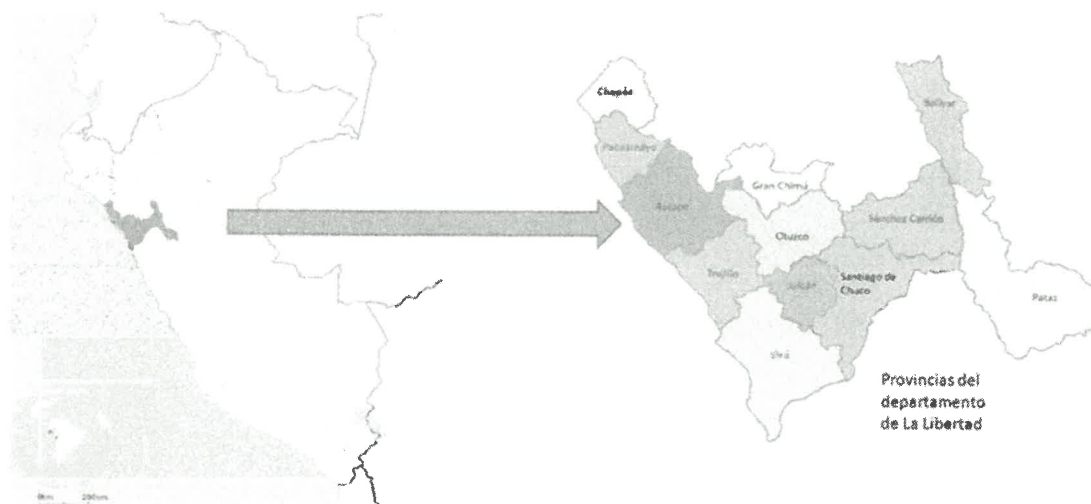 Chepén
Bolívar
Pacasmayo
Gran Chimú
Ascope
Sánchez Carrión
Otuzco
Trujillo
Santiago de
Chuco
Julcán
Pataz
Virú
Provincias del
departamento
de La Libertad